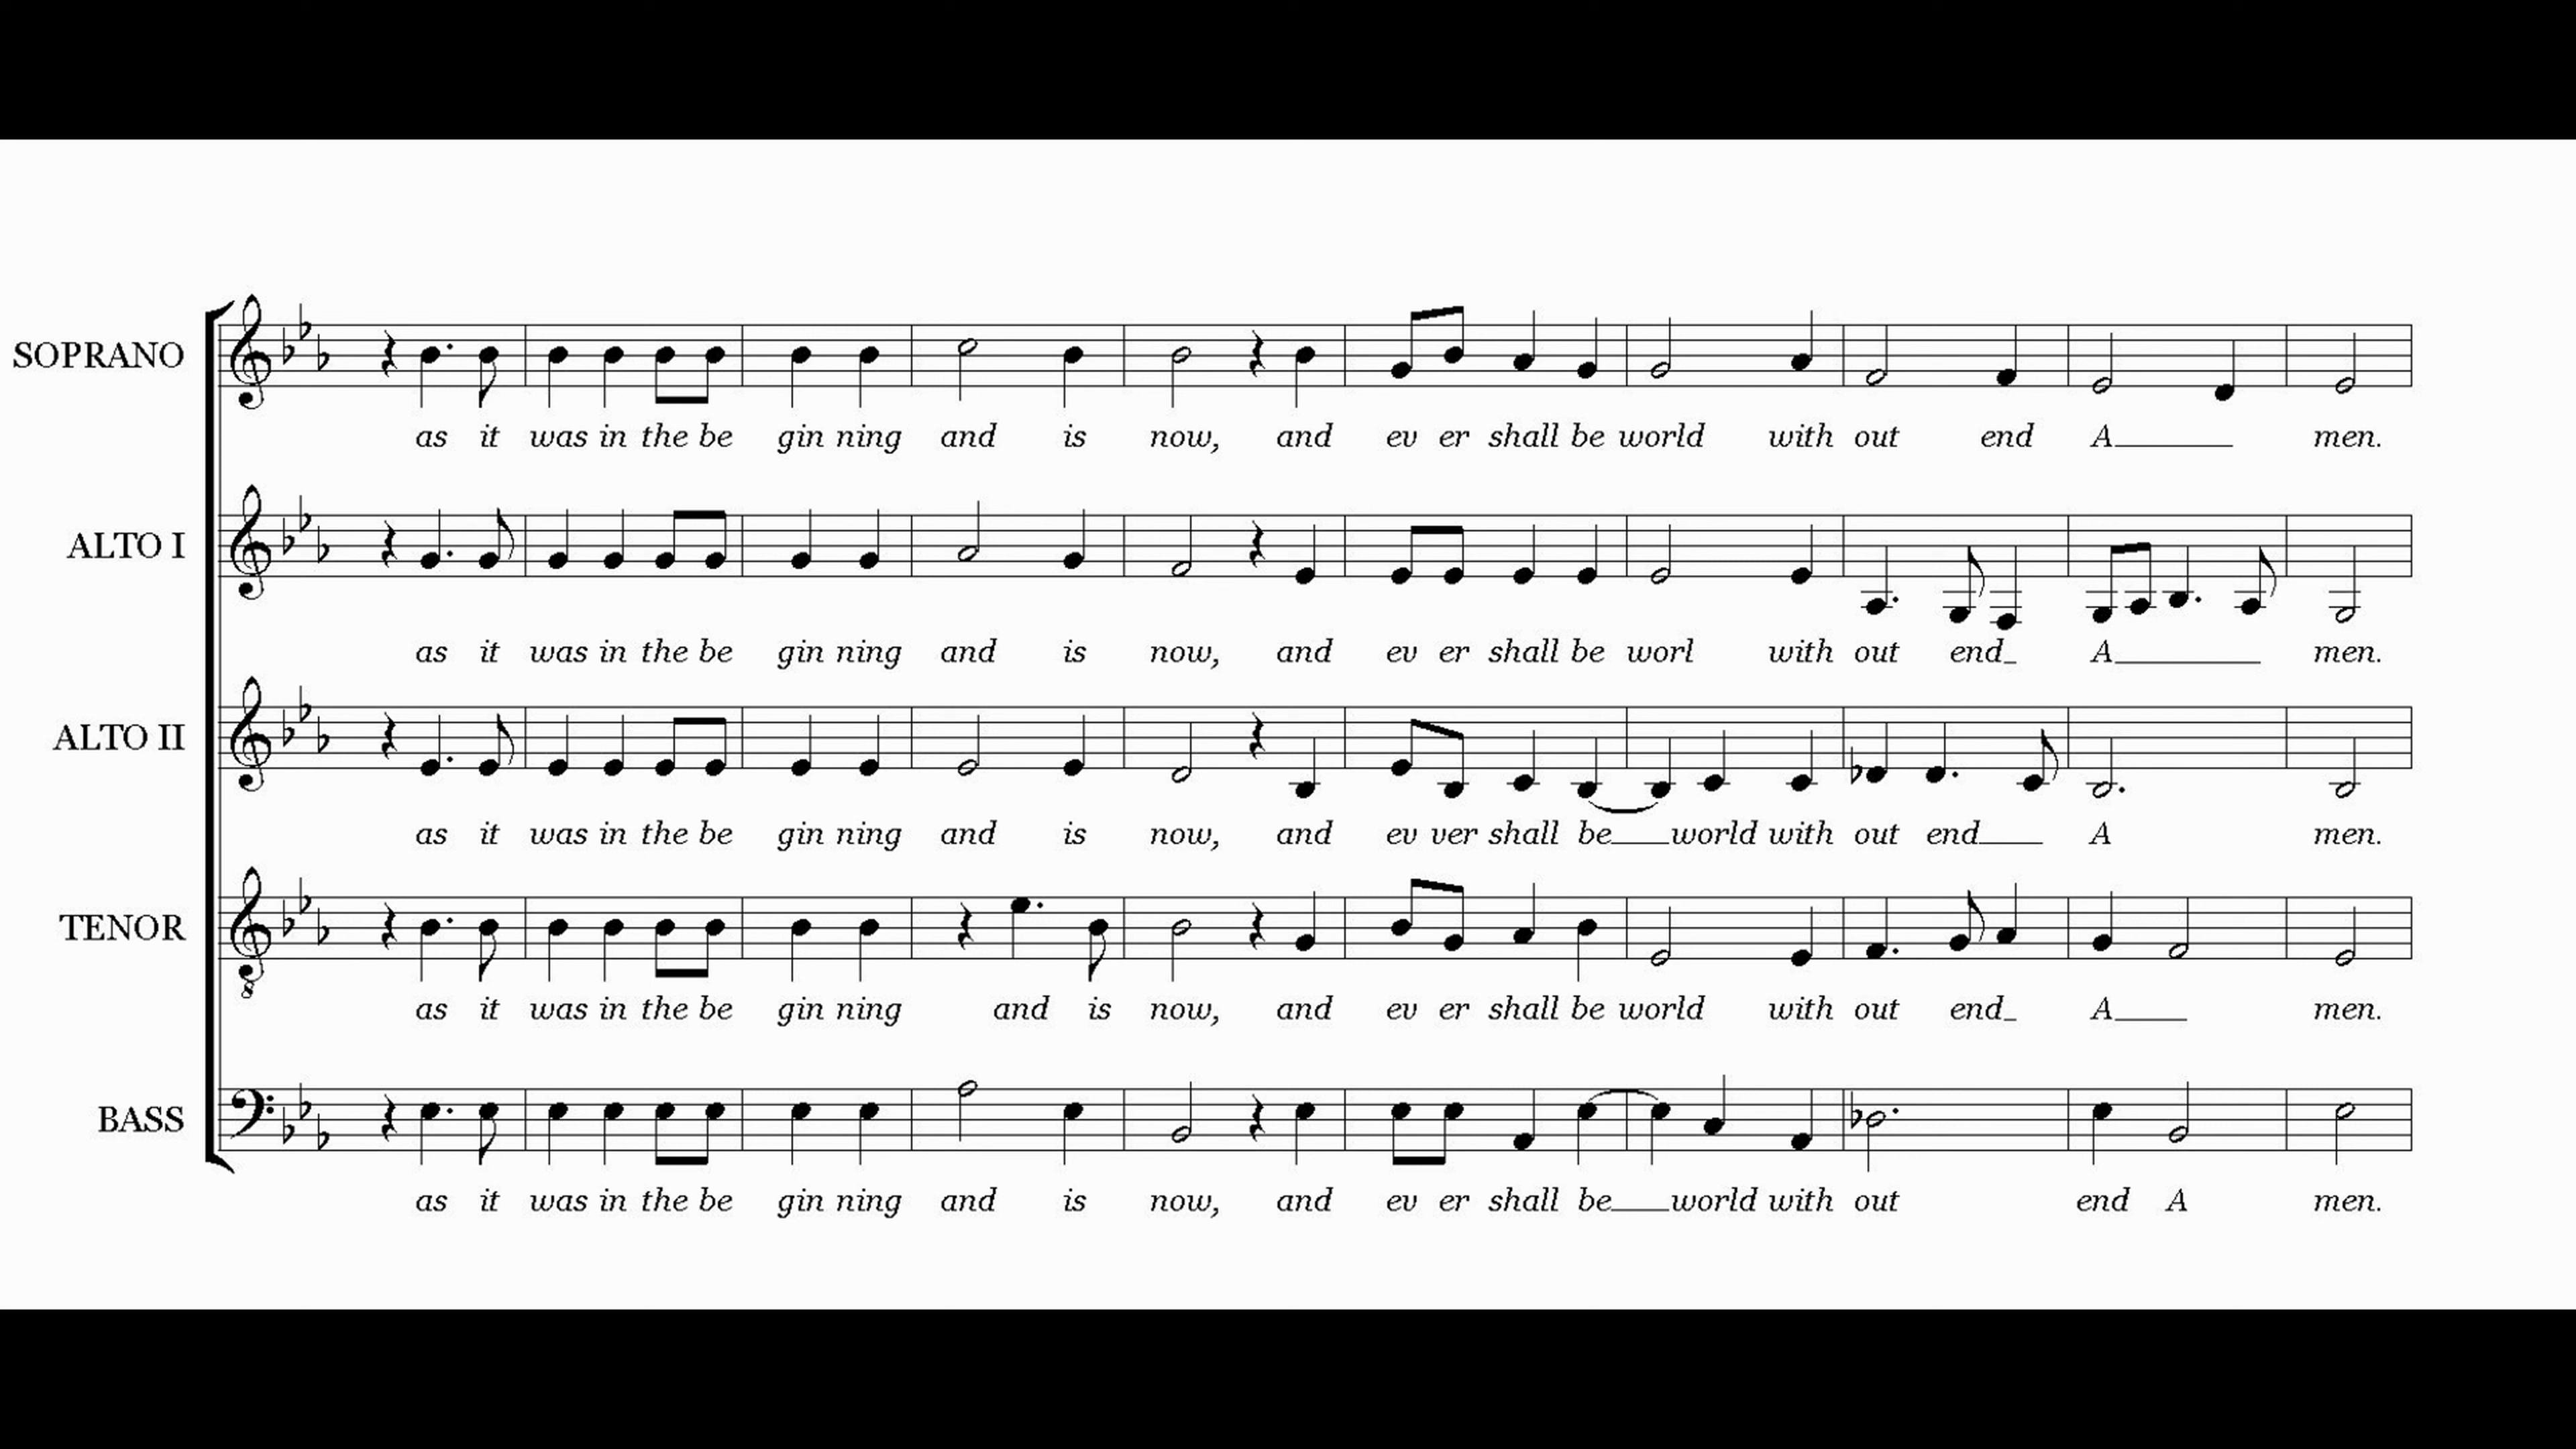 SOPRANO
as it was in the be gin ning and is now, and ev er shall be world with out end A men.
ALTO I
as it was in the be gin ning and is now, and ev er shall be worl with out end_ A men.
ALTO II
as it was in the be gin ning and is now, and ev ver shall be world with out end A men.
TENOR
8
as it was in the be gin ning and is now, and ev er shall be world with out end_ A men.
BASS
as it was in the be gin ning and is now, and ev er shall be world with out end A men.